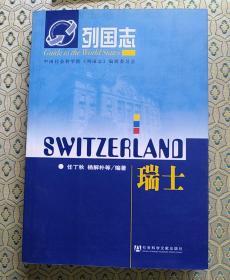 列国志
Guide to the World States
中国社会科学院《列国志》编辑委员会
SWITZERLAND
任丁秋 杨解朴等/编著
瑞士
社会科学文献出版社